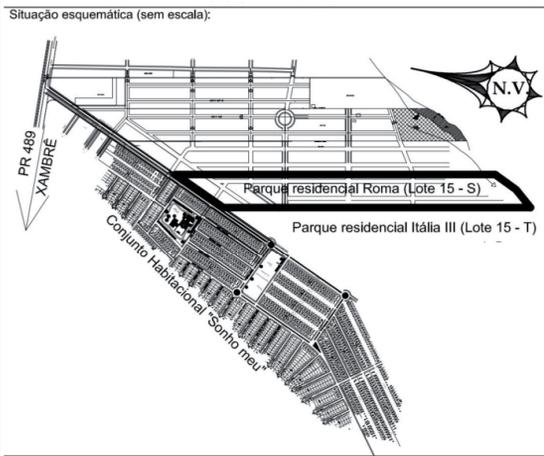 Situação esquemática (sem escala):
N.V.
PR 489
XAMBRÊ
Parque residencial Roma (Lote 15 - S)
Parque residencial Itália III (Lote 15 - T)
Conjunto Habitacional "Sonho meu"